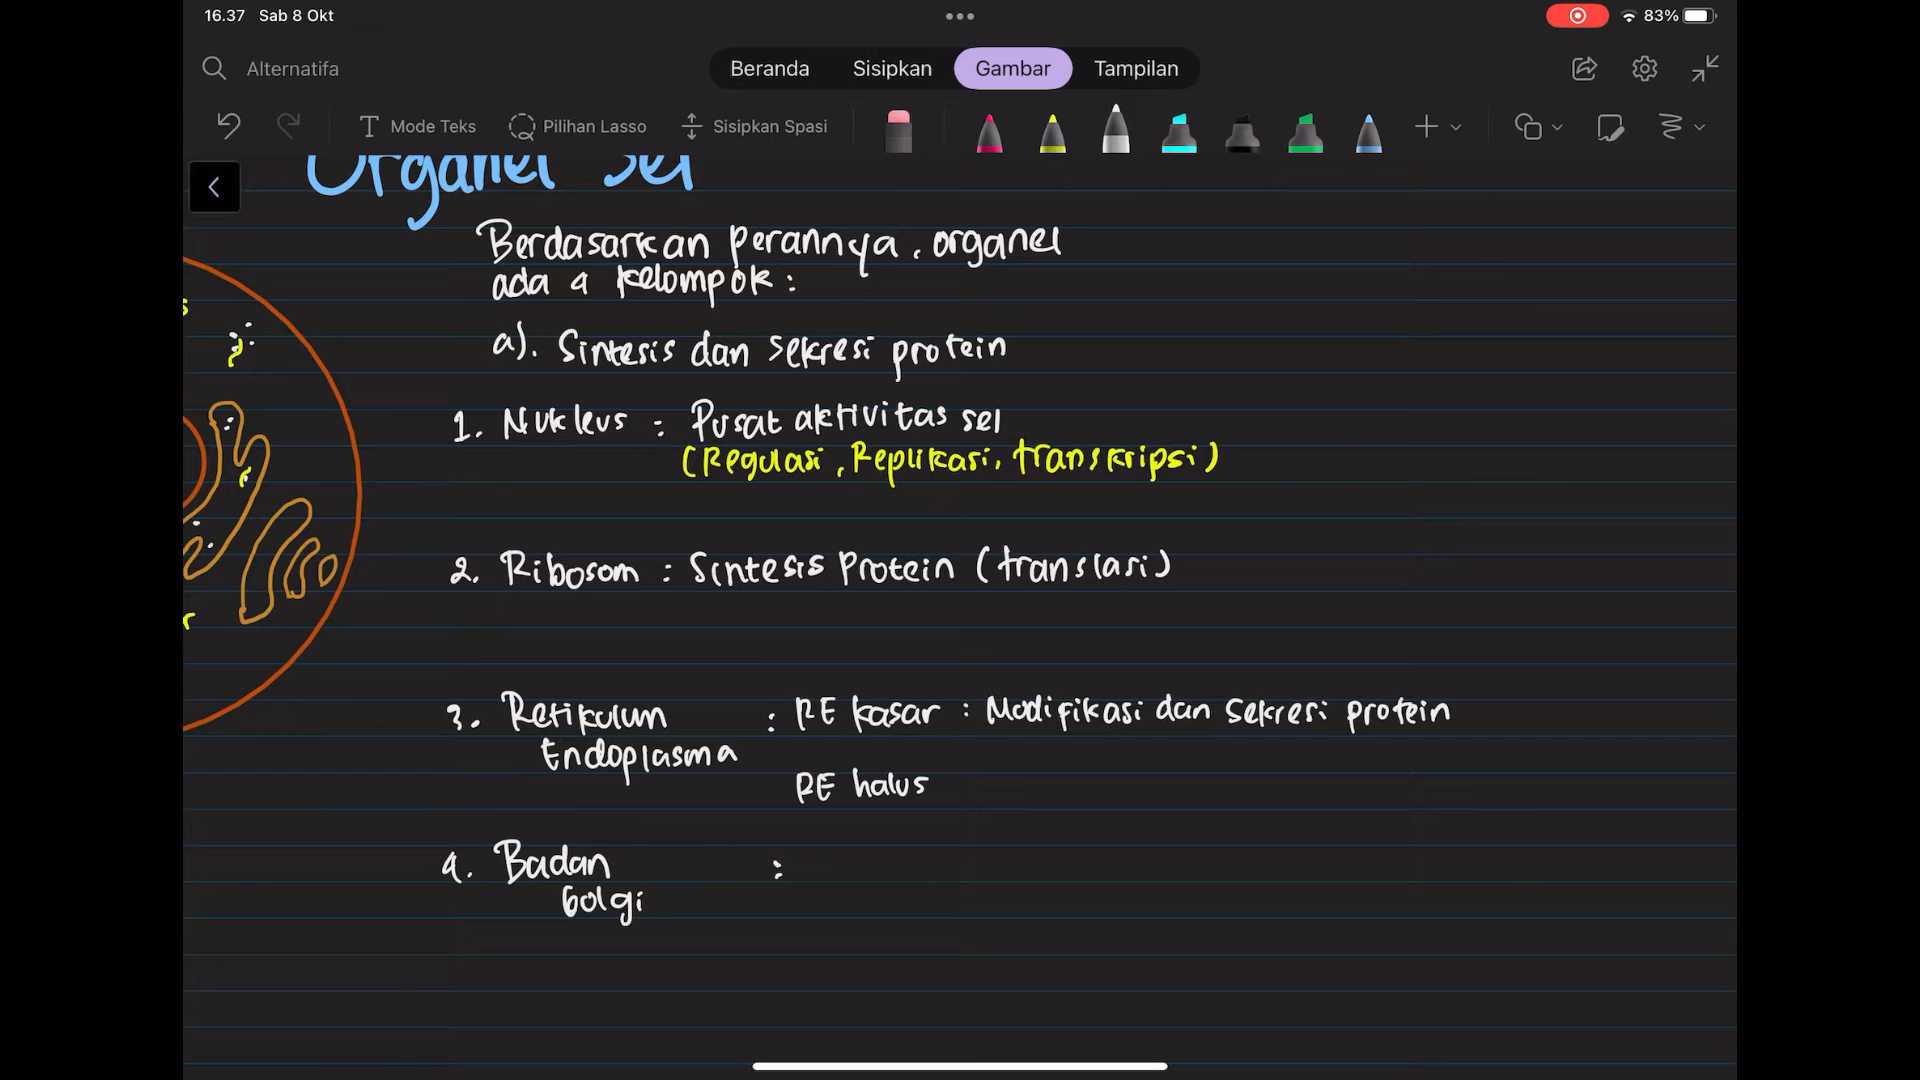 16.37 Sab 8 Okt
83%
Alternatifa
Beranda Sisipkan Gambar Tampilan
Mode Teks Pilihan Lasso Sisipkan Spasi
Organel Sel
Berdasarkan perannya, organel
ada 4 kelompok :
a). Sintesis dan sekresi protein
1. Nukleus : Pusat aktivitas sel
(Regulasi, Replikasi, transkripsi)
2. Ribosom : Sintesis Protein (translasi)
3. Retikulum : RE kasar : Modifikasi dan sekresi protein
Endoplasma
RE halus
4. Badan :
Golgi